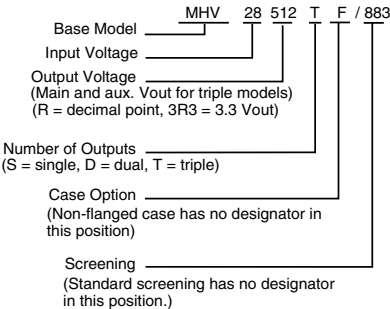 MHV 28 512 T F / 883
Base Model
Input Voltage
Output Voltage
(Main and aux. Vout for triple models)
(R = decimal point, 3R3 = 3.3 Vout)
Number of Outputs
(S = single, D = dual, T = triple)
Case Option
(Non-flanged case has no designator in
this position)
Screening
(Standard screening has no designator
in this position.)